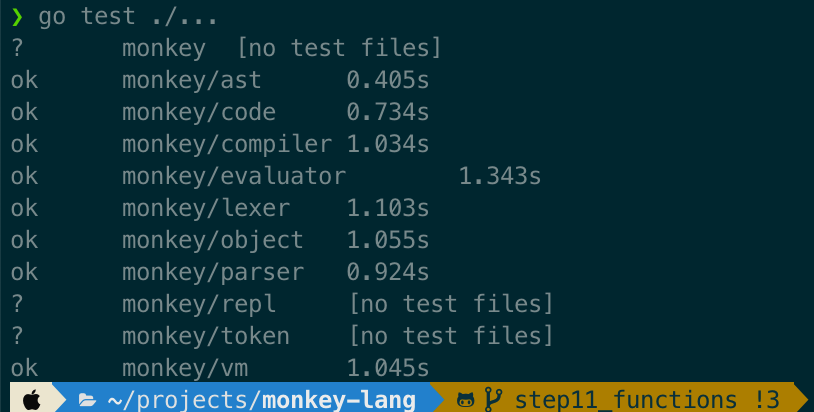 ❯ go test ./...
?       monkey  [no test files]
ok      monkey/ast      0.405s
ok      monkey/code     0.734s
ok      monkey/compiler 1.034s
ok      monkey/evaluator        1.343s
ok      monkey/lexer    1.103s
ok      monkey/object   1.055s
ok      monkey/parser   0.924s
?       monkey/repl     [no test files]
?       monkey/token    [no test files]
ok      monkey/vm       1.045s
~/projects/monkey-lang step11_functions !3